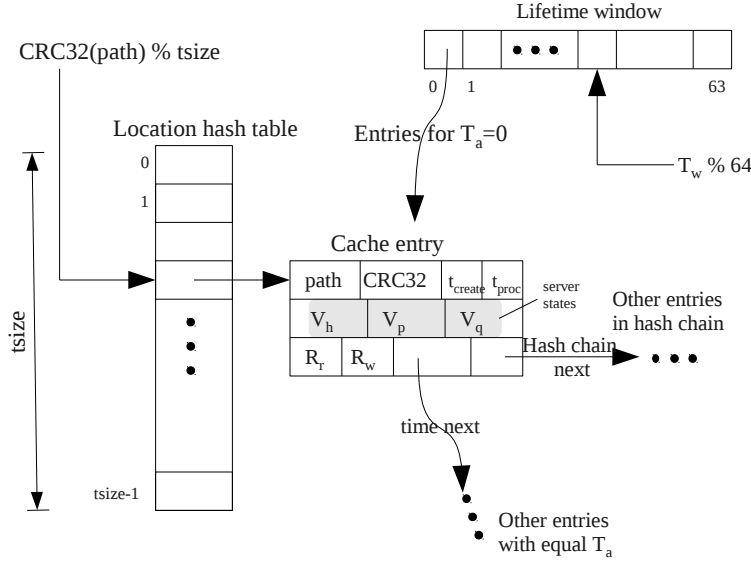 Lifetime window
CRC32(path) % tsize
0
1
63
Location hash table
Entries for Tₐ=0
0
T_w % 64
1
Cache entry
path
CRC32
t_create
t_proc
server
states
Other entries
in hash chain
V_h
V_p
V_q
tsize
Hash chain
next
R_r
R_w
time next
tsize-1
Other entries
with equal Tₐ